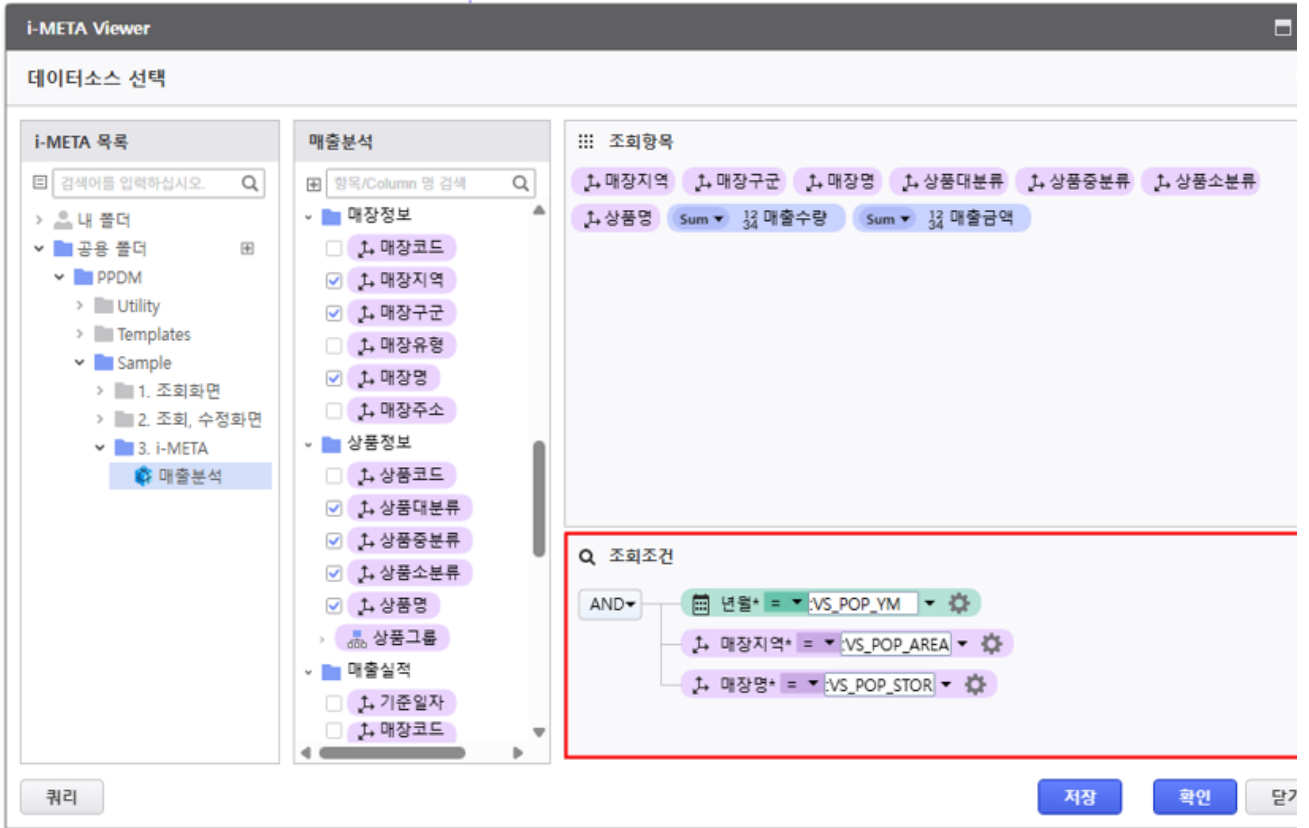 i-META Viewer
데이터소스 선택
i-META 목록
검색어를 입력하십시오.
내 폴더
공용 폴더
PPDM
Utility
Templates
Sample
1. 조회화면
2. 조회, 수정화면
3. i-META
매출분석
매출분석
항목/Column 명 검색
매장정보
매장코드
매장지역
매장구군
매장유형
매장명
매장주소
상품정보
상품코드
상품대분류
상품중분류
상품소분류
상품명
상품그룹
매출실적
기준일자
매장코드
조회항목
매장지역 매장구군 매장명 상품대분류 상품중분류 상품소분류
상품명 Sum 12 34 매출수량 Sum 12 34 매출금액
조회조건
AND 년월* = :VS_POP_YM
매장지역* = :VS_POP_AREA
매장명* = :VS_POP_STOR
쿼리 저장 확인